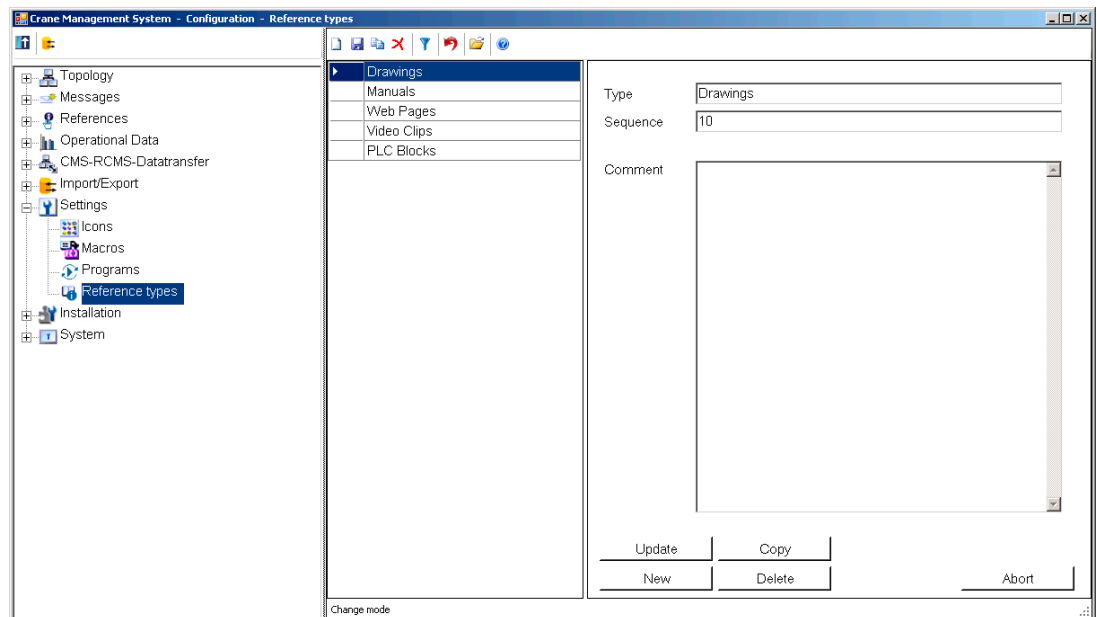 Crane Management System - Configuration - Reference types
Topology
Messages
References
Operational Data
CMS-RCMS-Datatransfer
Import/Export
Settings
Icons
Macros
Programs
Reference types
Installation
System
Drawings
Manuals
Web Pages
Video Clips
PLC Blocks
Type Drawings
Sequence 10
Comment
Update Copy
New Delete Abort
Change mode